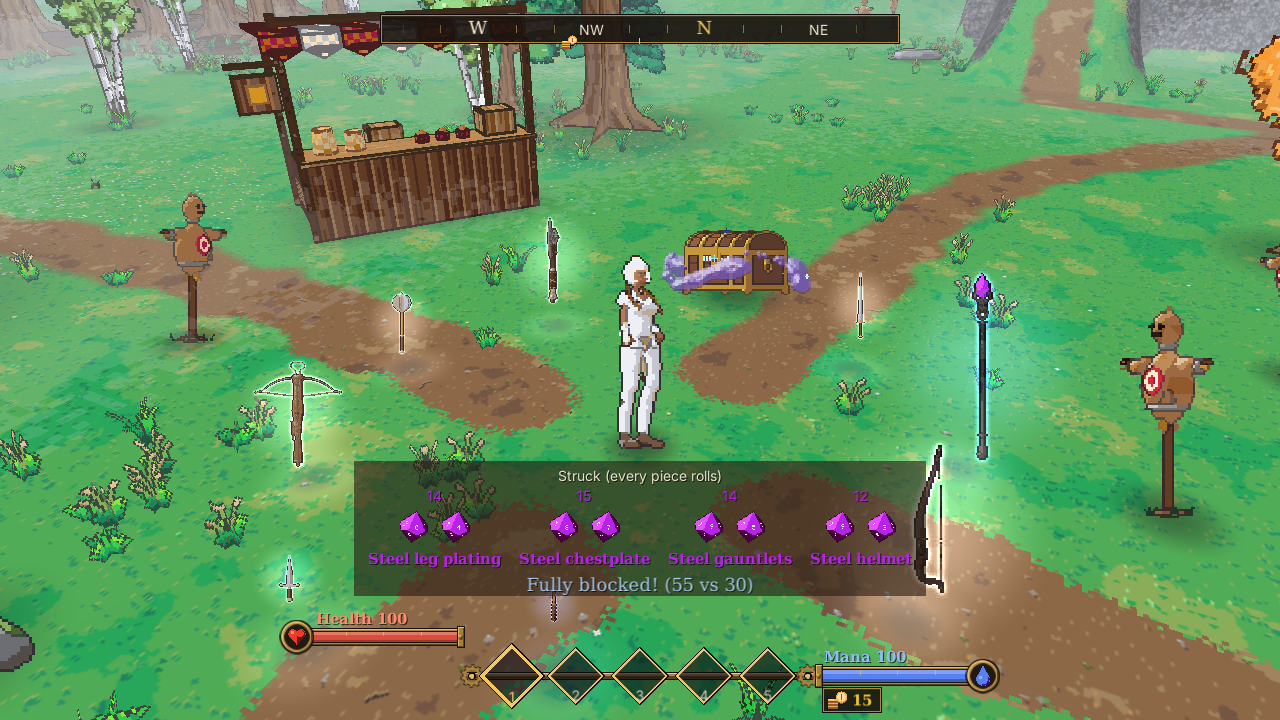 W NW N NE
Struck (every piece rolls)
14 15 14 12
Steel leg plating Steel chestplate Steel gauntlets Steel helmet
Fully blocked! (55 vs 30)
Health 100
Mana 100
1 2 3 4 5
15